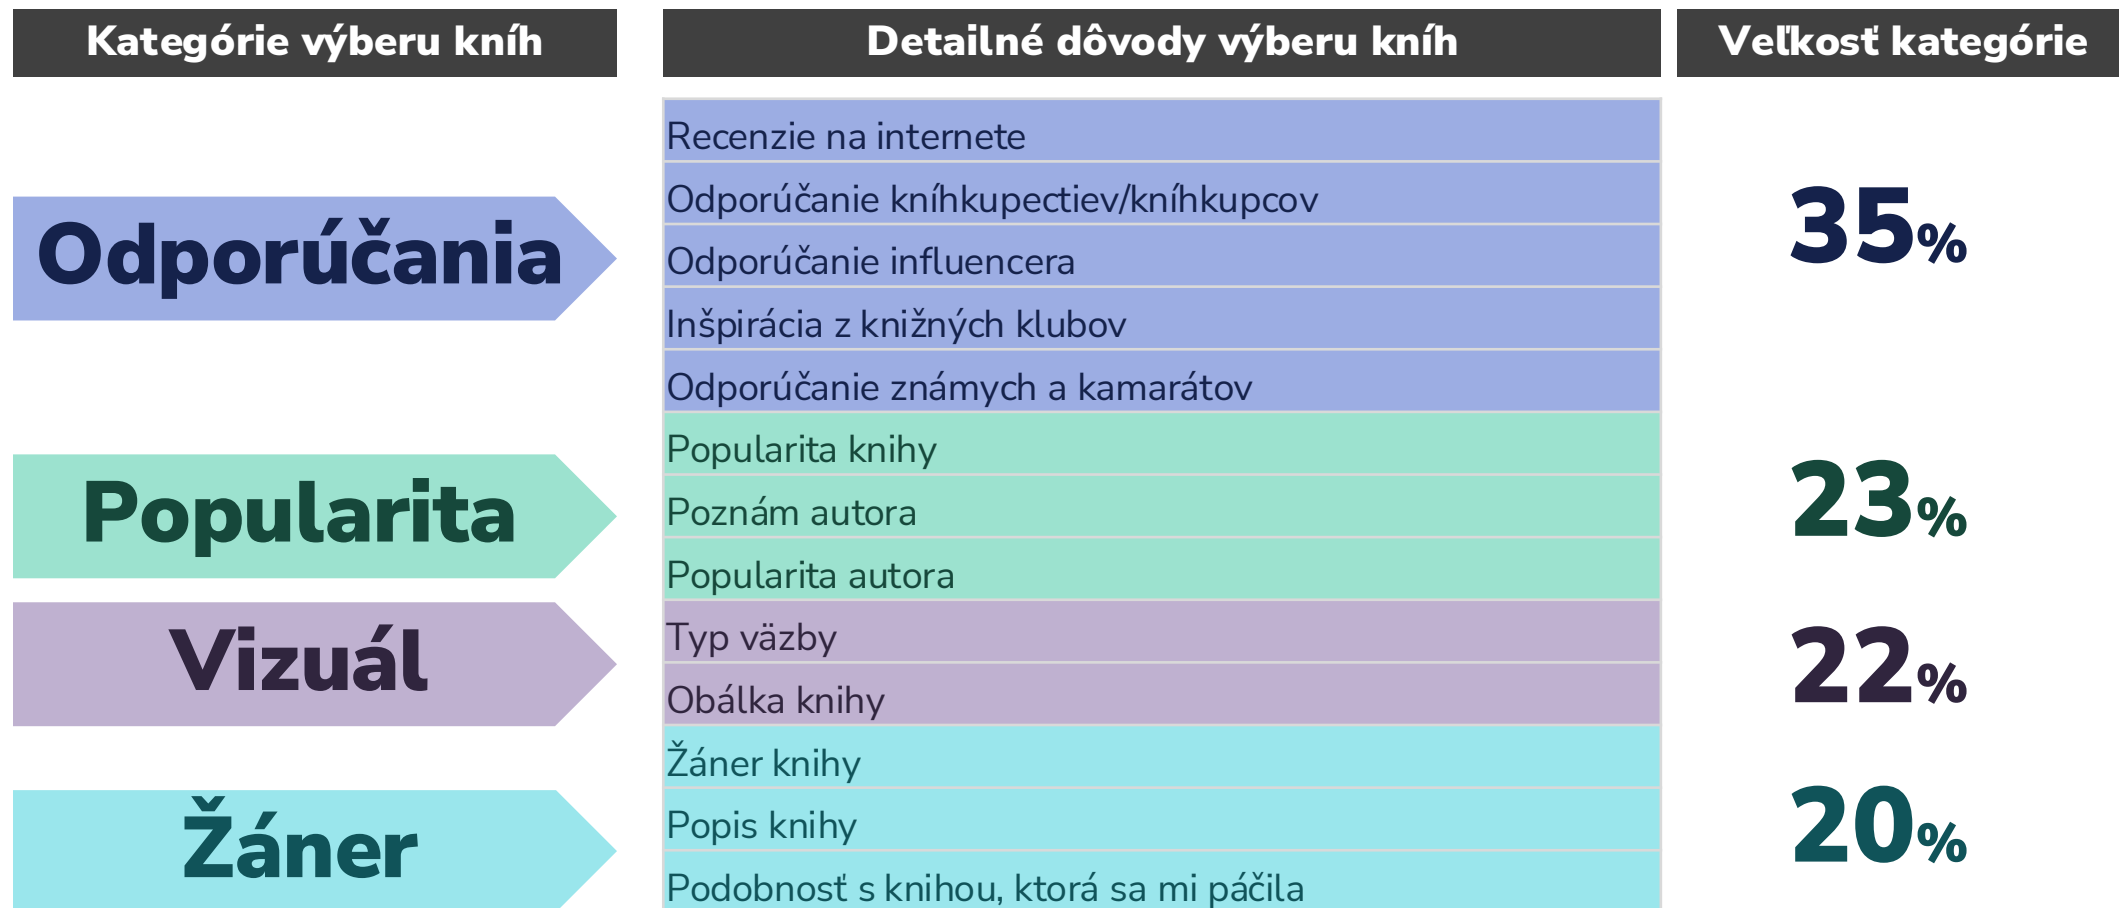 Kategórie výberu kníh
Detailné dôvody výberu kníh
Veľkosť kategórie
Odporúčania
Recenzie na internete
Odporúčanie kníhkupectiev/kníhkupcov
Odporúčanie influencera
Inšpirácia z knižných klubov
Odporúčanie známych a kamarátov
35%
Popularita
Popularita knihy
Poznám autora
Popularita autora
23%
Vizuál
Typ väzby
Obálka knihy
22%
Žáner
Žáner knihy
Popis knihy
Podobnosť s knihou, ktorá sa mi páčila
20%